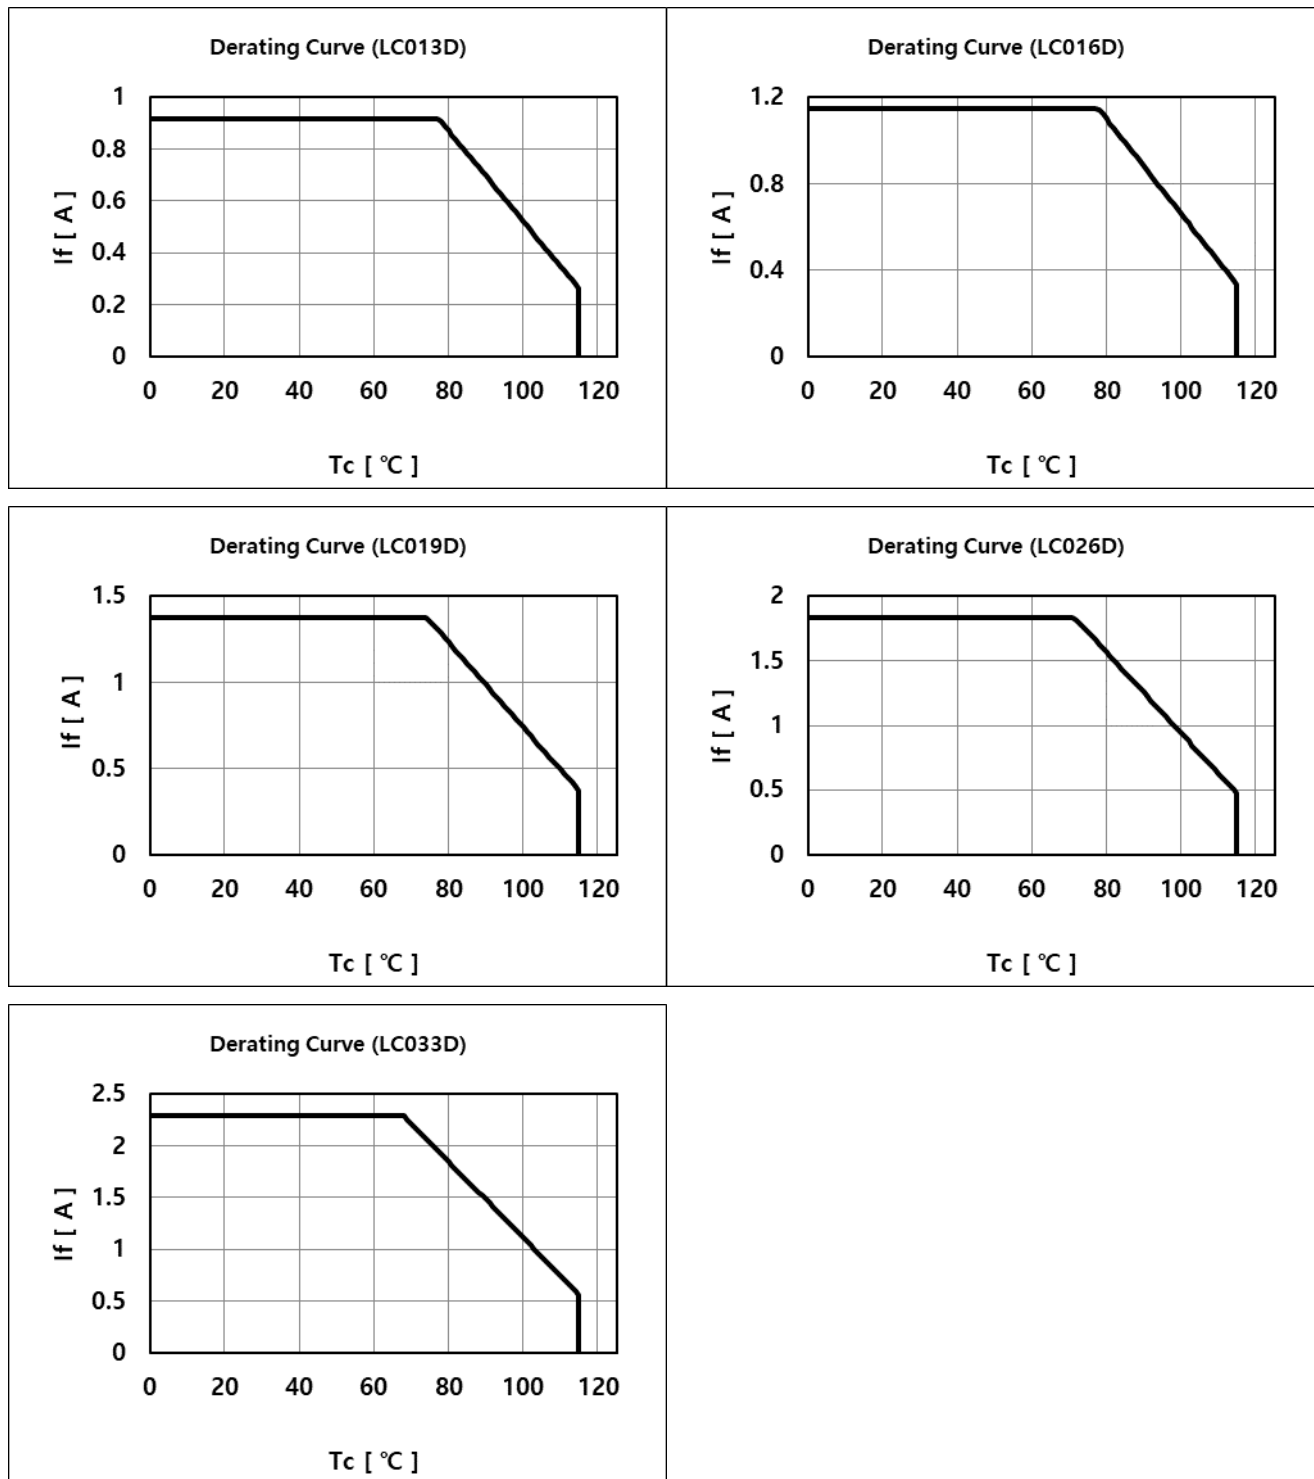 Derating Curve (LC013D)
1
0.8
0.6
0.4
0.2
0
If [ A ]
0 20 40 60 80 100 120
Tc [ ℃ ]
Derating Curve (LC016D)
1.2
0.8
0.4
0
If [ A ]
0 20 40 60 80 100 120
Tc [ ℃ ]
Derating Curve (LC019D)
1.5
1
0.5
0
If [ A ]
0 20 40 60 80 100 120
Tc [ ℃ ]
Derating Curve (LC026D)
2
1.5
1
0.5
0
If [ A ]
0 20 40 60 80 100 120
Tc [ ℃ ]
Derating Curve (LC033D)
2.5
2
1.5
1
0.5
0
If [ A ]
0 20 40 60 80 100 120
Tc [ ℃ ]